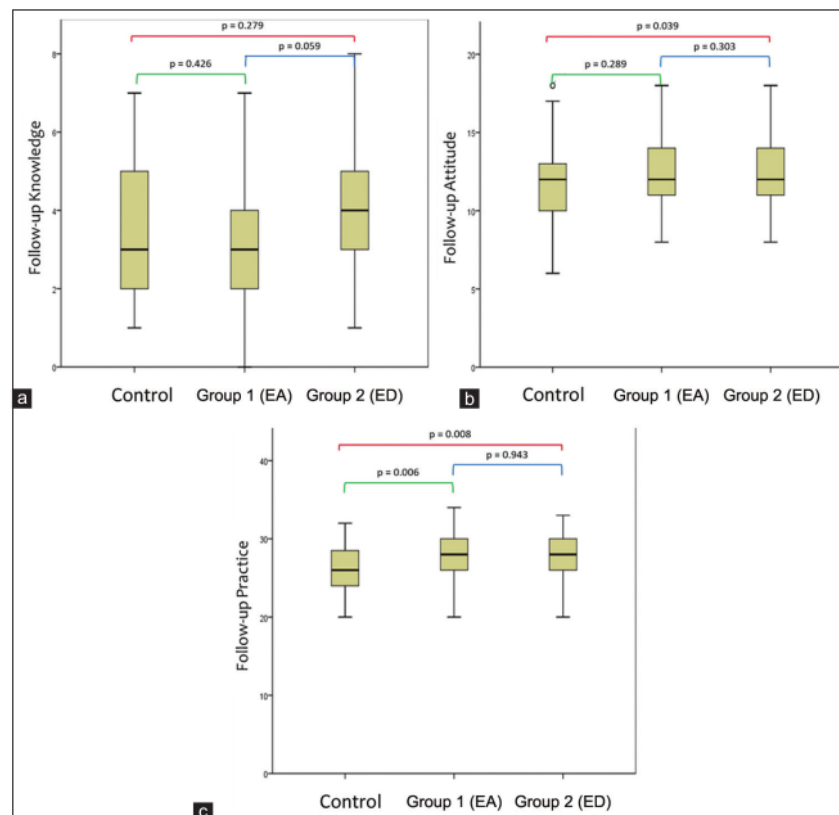 p = 0.279
p = 0.059
p = 0.426
Follow-up Knowledge
8
6
4
2
0
Control Group 1 (EA) Group 2 (ED)
a
p = 0.039
p = 0.303
p = 0.289
Follow-up Attitude
20
15
10
5
0
Control Group 1 (EA) Group 2 (ED)
b
p = 0.008
p = 0.943
p = 0.006
Follow-up Practice
40
30
20
10
0
Control Group 1 (EA) Group 2 (ED)
c